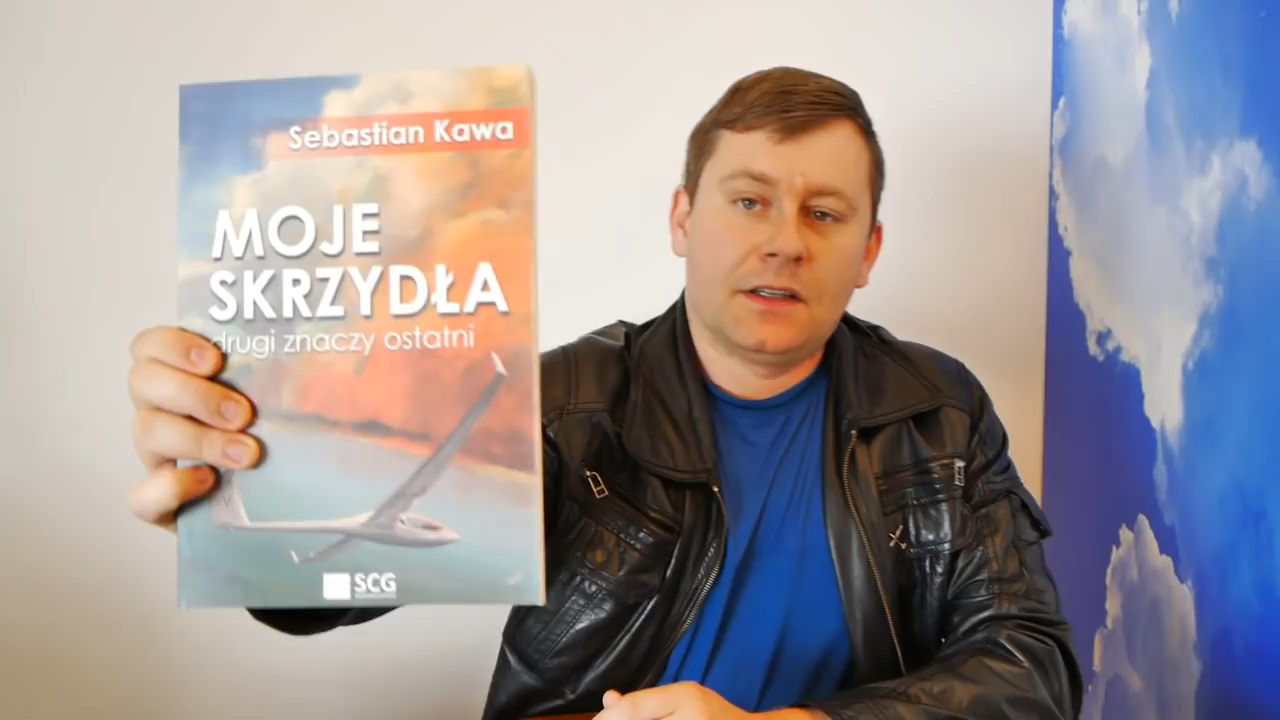 Sebastian Kawa
MOJE
SKRZYDŁA
drugi znaczy ostatni
SCG